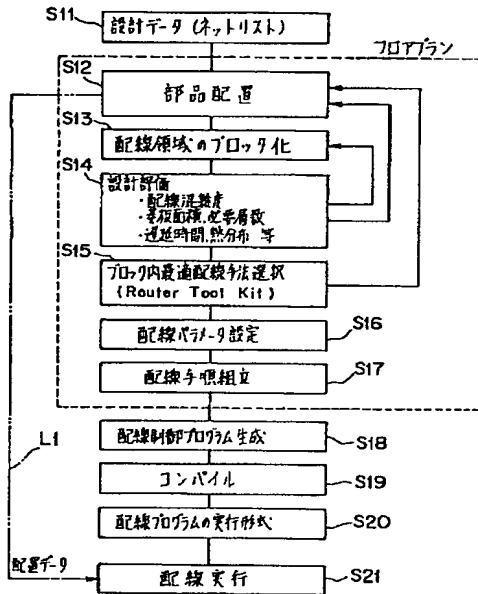 S11
設計データ(ネットリスト)
フロアプラン
S12
部品配置
S13
配線領域のブロック化
S14
設計評価
・配線混雑度
・基板面積,必要層数
・遅延時間,熱分布 等
S15
ブロック内最適配線手法選択
(Router Tool Kit)
配線パラメータ設定
S16
配線手順組立
S17
L1
配線制御プログラム生成
S18
コンパイル
S19
配線プログラムの実行形式
S20
配置データ
配線実行
S21